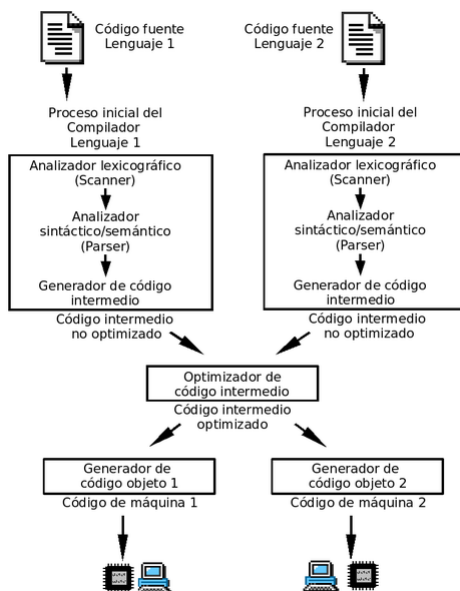 Código fuente
Lenguaje 1
Código fuente
Lenguaje 2
Proceso inicial del
Compilador
Lenguaje 1
Proceso inicial del
Compilador
Lenguaje 2
Analizador lexicográfico
(Scanner)
Analizador
sintáctico/semántico
(Parser)
Generador de código
intermedio
Analizador lexicográfico
(Scanner)
Analizador
sintáctico/semántico
(Parser)
Generador de código
intermedio
Código intermedio
no optimizado
Código intermedio
no optimizado
Optimizador de
código intermedio
Código intermedio
optimizado
Generador de
código objeto 1
Generador de
código objeto 2
Código de máquina 1
Código de máquina 2